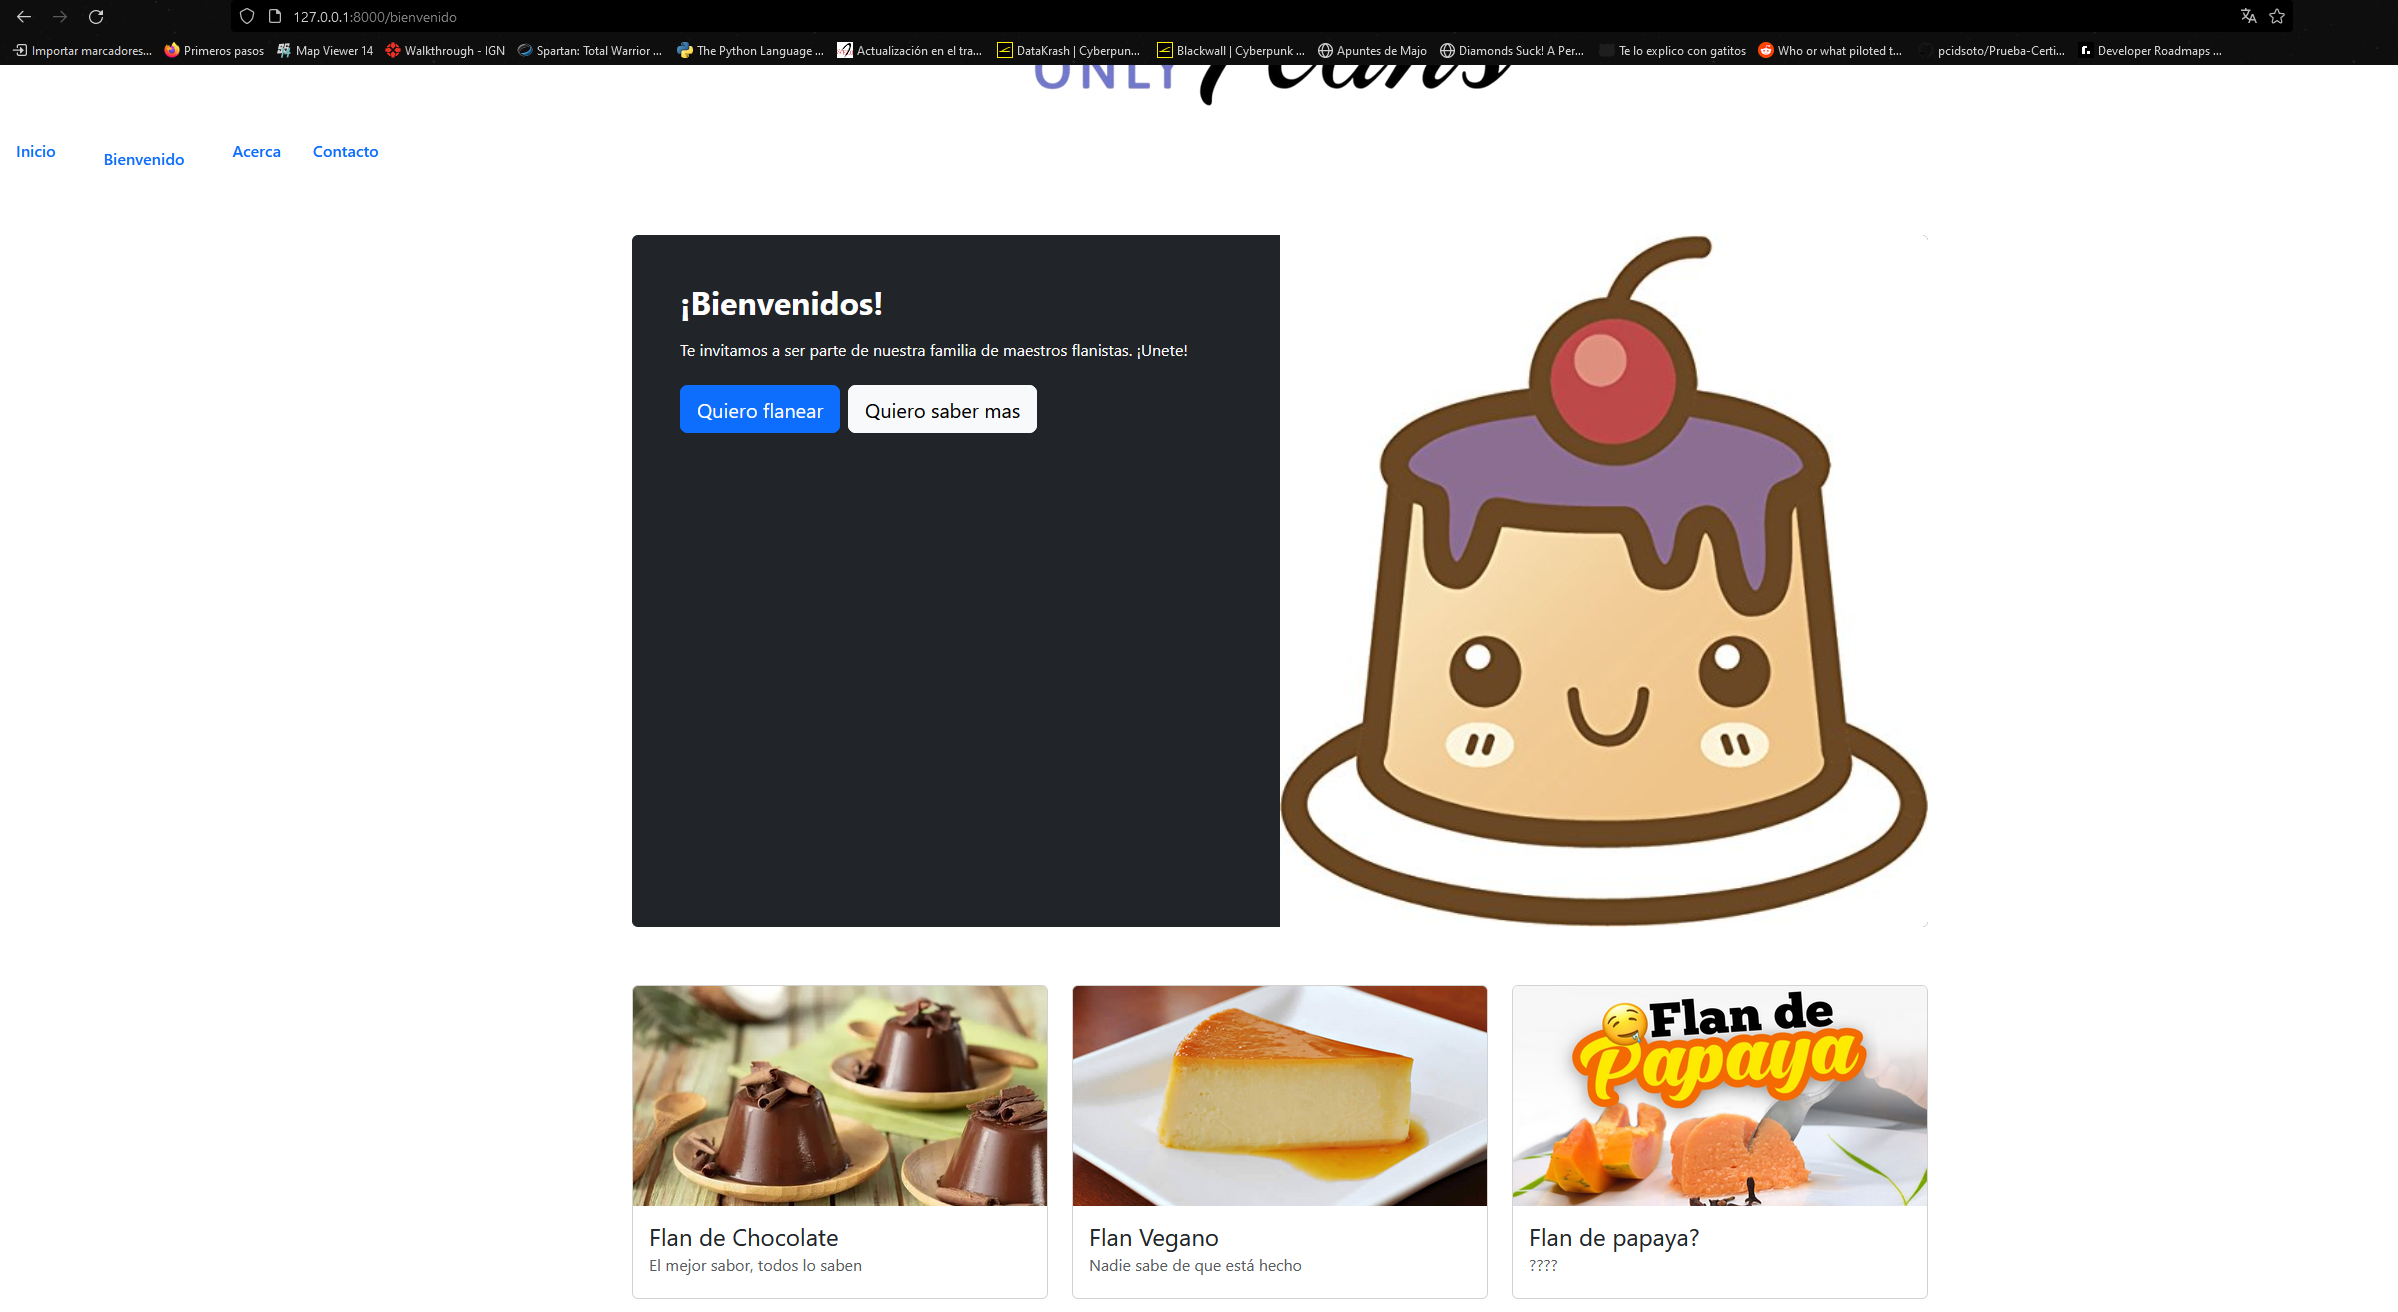 127.0.0.1:8000/bienvenido
Importar marcadores... Primeros pasos Map Viewer 14 Walkthrough - IGN Spartan: Total Warrior ... The Python Language ... Actualización en el tra... DataKrash | Cyberpun... Blackwall | Cyberpunk ... Apuntes de Majo Diamonds Suck! A Per... Te lo explico con gatitos Who or what piloted t... pcidsoto/Prueba-Certi... Developer Roadmaps ...
ONLY Flans
Inicio Bienvenido Acerca Contacto
¡Bienvenidos!
Te invitamos a ser parte de nuestra familia de maestros flanistas. ¡Unete!
Quiero flanear Quiero saber mas
Flan de
Papaya
Flan de Chocolate
El mejor sabor, todos lo saben
Flan Vegano
Nadie sabe de que está hecho
Flan de papaya?
????